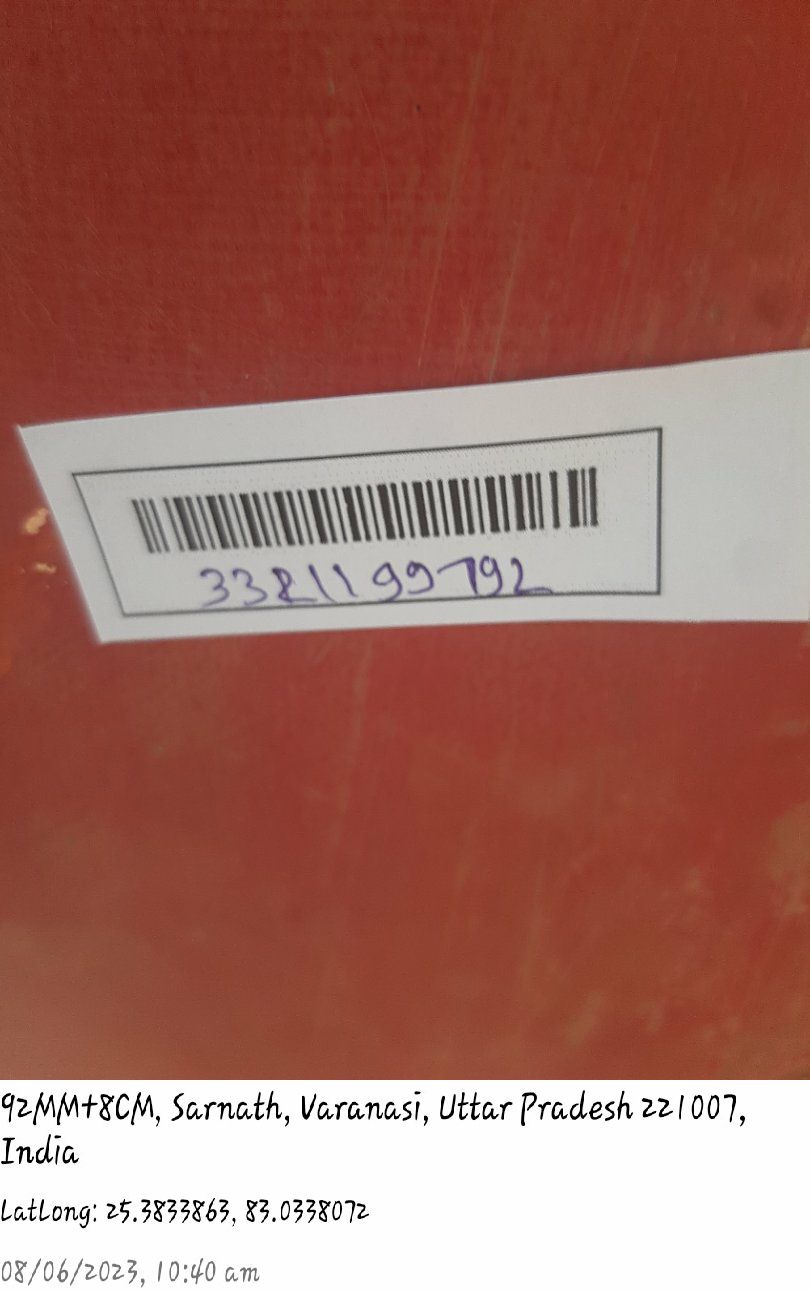 3381199792
92MM+8CM, Sarnath, Varanasi, Uttar Pradesh 221007,
India
LatLong: 25.3833863, 83.0338072
08/06/2023, 10:40 am